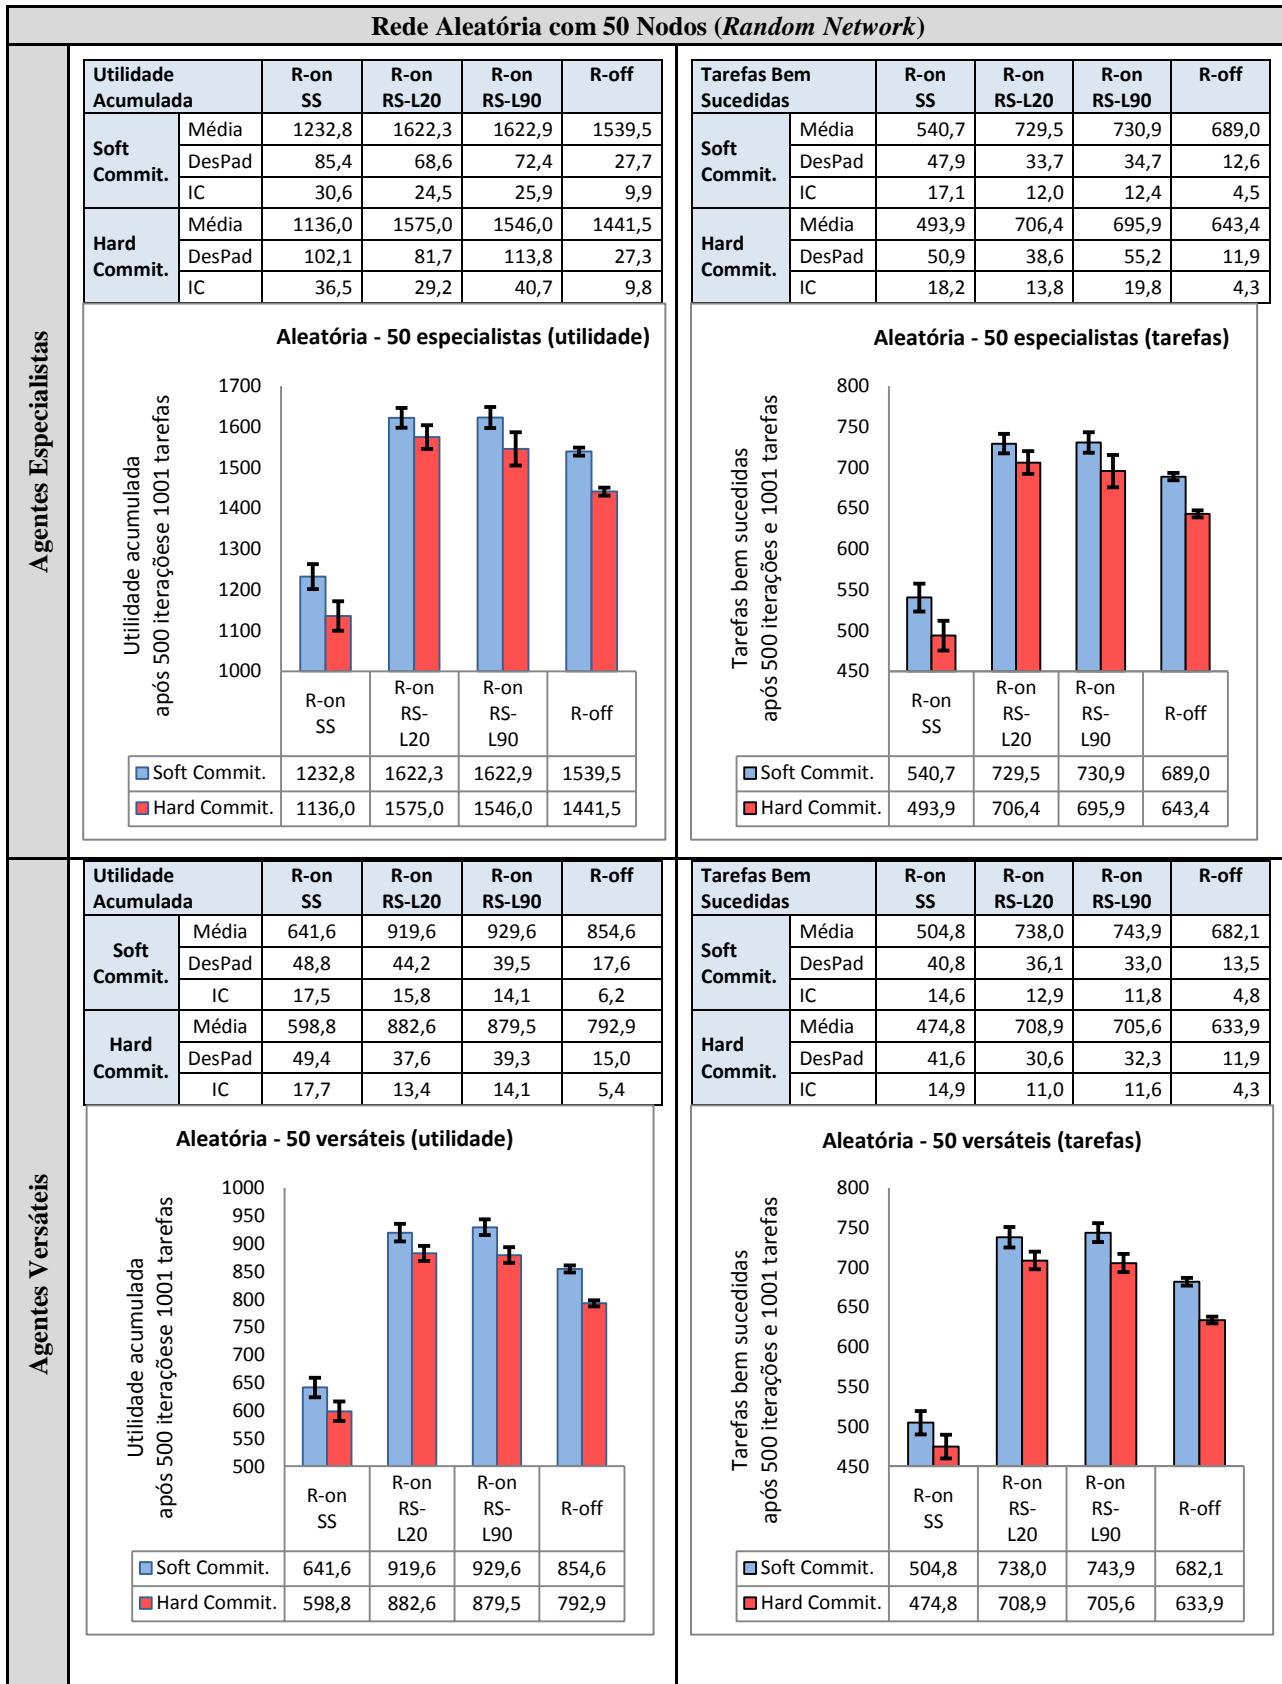 Rede Aleatória com 50 Nodos (Random Network)
Agentes Especialistas
Utilidade Acumulada R-on SS R-on RS-L20 R-on RS-L90 R-off
Soft Commit. Média 1232,8 1622,3 1622,9 1539,5
DesPad 85,4 68,6 72,4 27,7
IC 30,6 24,5 25,9 9,9
Hard Commit. Média 1136,0 1575,0 1546,0 1441,5
DesPad 102,1 81,7 113,8 27,3
IC 36,5 29,2 40,7 9,8
Aleatória - 50 especialistas (utilidade)
Utilidade acumulada
após 500 iteraçõese 1001 tarefas
1700
1600
1500
1400
1300
1200
1100
1000
R-on SS R-on RS-L20 R-on RS-L90 R-off
Soft Commit. 1232,8 1622,3 1622,9 1539,5
Hard Commit. 1136,0 1575,0 1546,0 1441,5
Tarefas Bem Sucedidas R-on SS R-on RS-L20 R-on RS-L90 R-off
Soft Commit. Média 540,7 729,5 730,9 689,0
DesPad 47,9 33,7 34,7 12,6
IC 17,1 12,0 12,4 4,5
Hard Commit. Média 493,9 706,4 695,9 643,4
DesPad 50,9 38,6 55,2 11,9
IC 18,2 13,8 19,8 4,3
Aleatória - 50 especialistas (tarefas)
Tarefas bem sucedidas
após 500 iterações e 1001 tarefas
800
750
700
650
600
550
500
450
R-on SS R-on RS-L20 R-on RS-L90 R-off
Soft Commit. 540,7 729,5 730,9 689,0
Hard Commit. 493,9 706,4 695,9 643,4
Agentes Versáteis
Utilidade Acumulada R-on SS R-on RS-L20 R-on RS-L90 R-off
Soft Commit. Média 641,6 919,6 929,6 854,6
DesPad 48,8 44,2 39,5 17,6
IC 17,5 15,8 14,1 6,2
Hard Commit. Média 598,8 882,6 879,5 792,9
DesPad 49,4 37,6 39,3 15,0
IC 17,7 13,4 14,1 5,4
Aleatória - 50 versáteis (utilidade)
Utilidade acumulada
após 500 iteraçõese 1001 tarefas
1000
950
900
850
800
750
700
650
600
550
500
R-on SS R-on RS-L20 R-on RS-L90 R-off
Soft Commit. 641,6 919,6 929,6 854,6
Hard Commit. 598,8 882,6 879,5 792,9
Tarefas Bem Sucedidas R-on SS R-on RS-L20 R-on RS-L90 R-off
Soft Commit. Média 504,8 738,0 743,9 682,1
DesPad 40,8 36,1 33,0 13,5
IC 14,6 12,9 11,8 4,8
Hard Commit. Média 474,8 708,9 705,6 633,9
DesPad 41,6 30,6 32,3 11,9
IC 14,9 11,0 11,6 4,3
Aleatória - 50 versáteis (tarefas)
Tarefas bem sucedidas
após 500 iterações e 1001 tarefas
800
750
700
650
600
550
500
450
R-on SS R-on RS-L20 R-on RS-L90 R-off
Soft Commit. 504,8 738,0 743,9 682,1
Hard Commit. 474,8 708,9 705,6 633,9